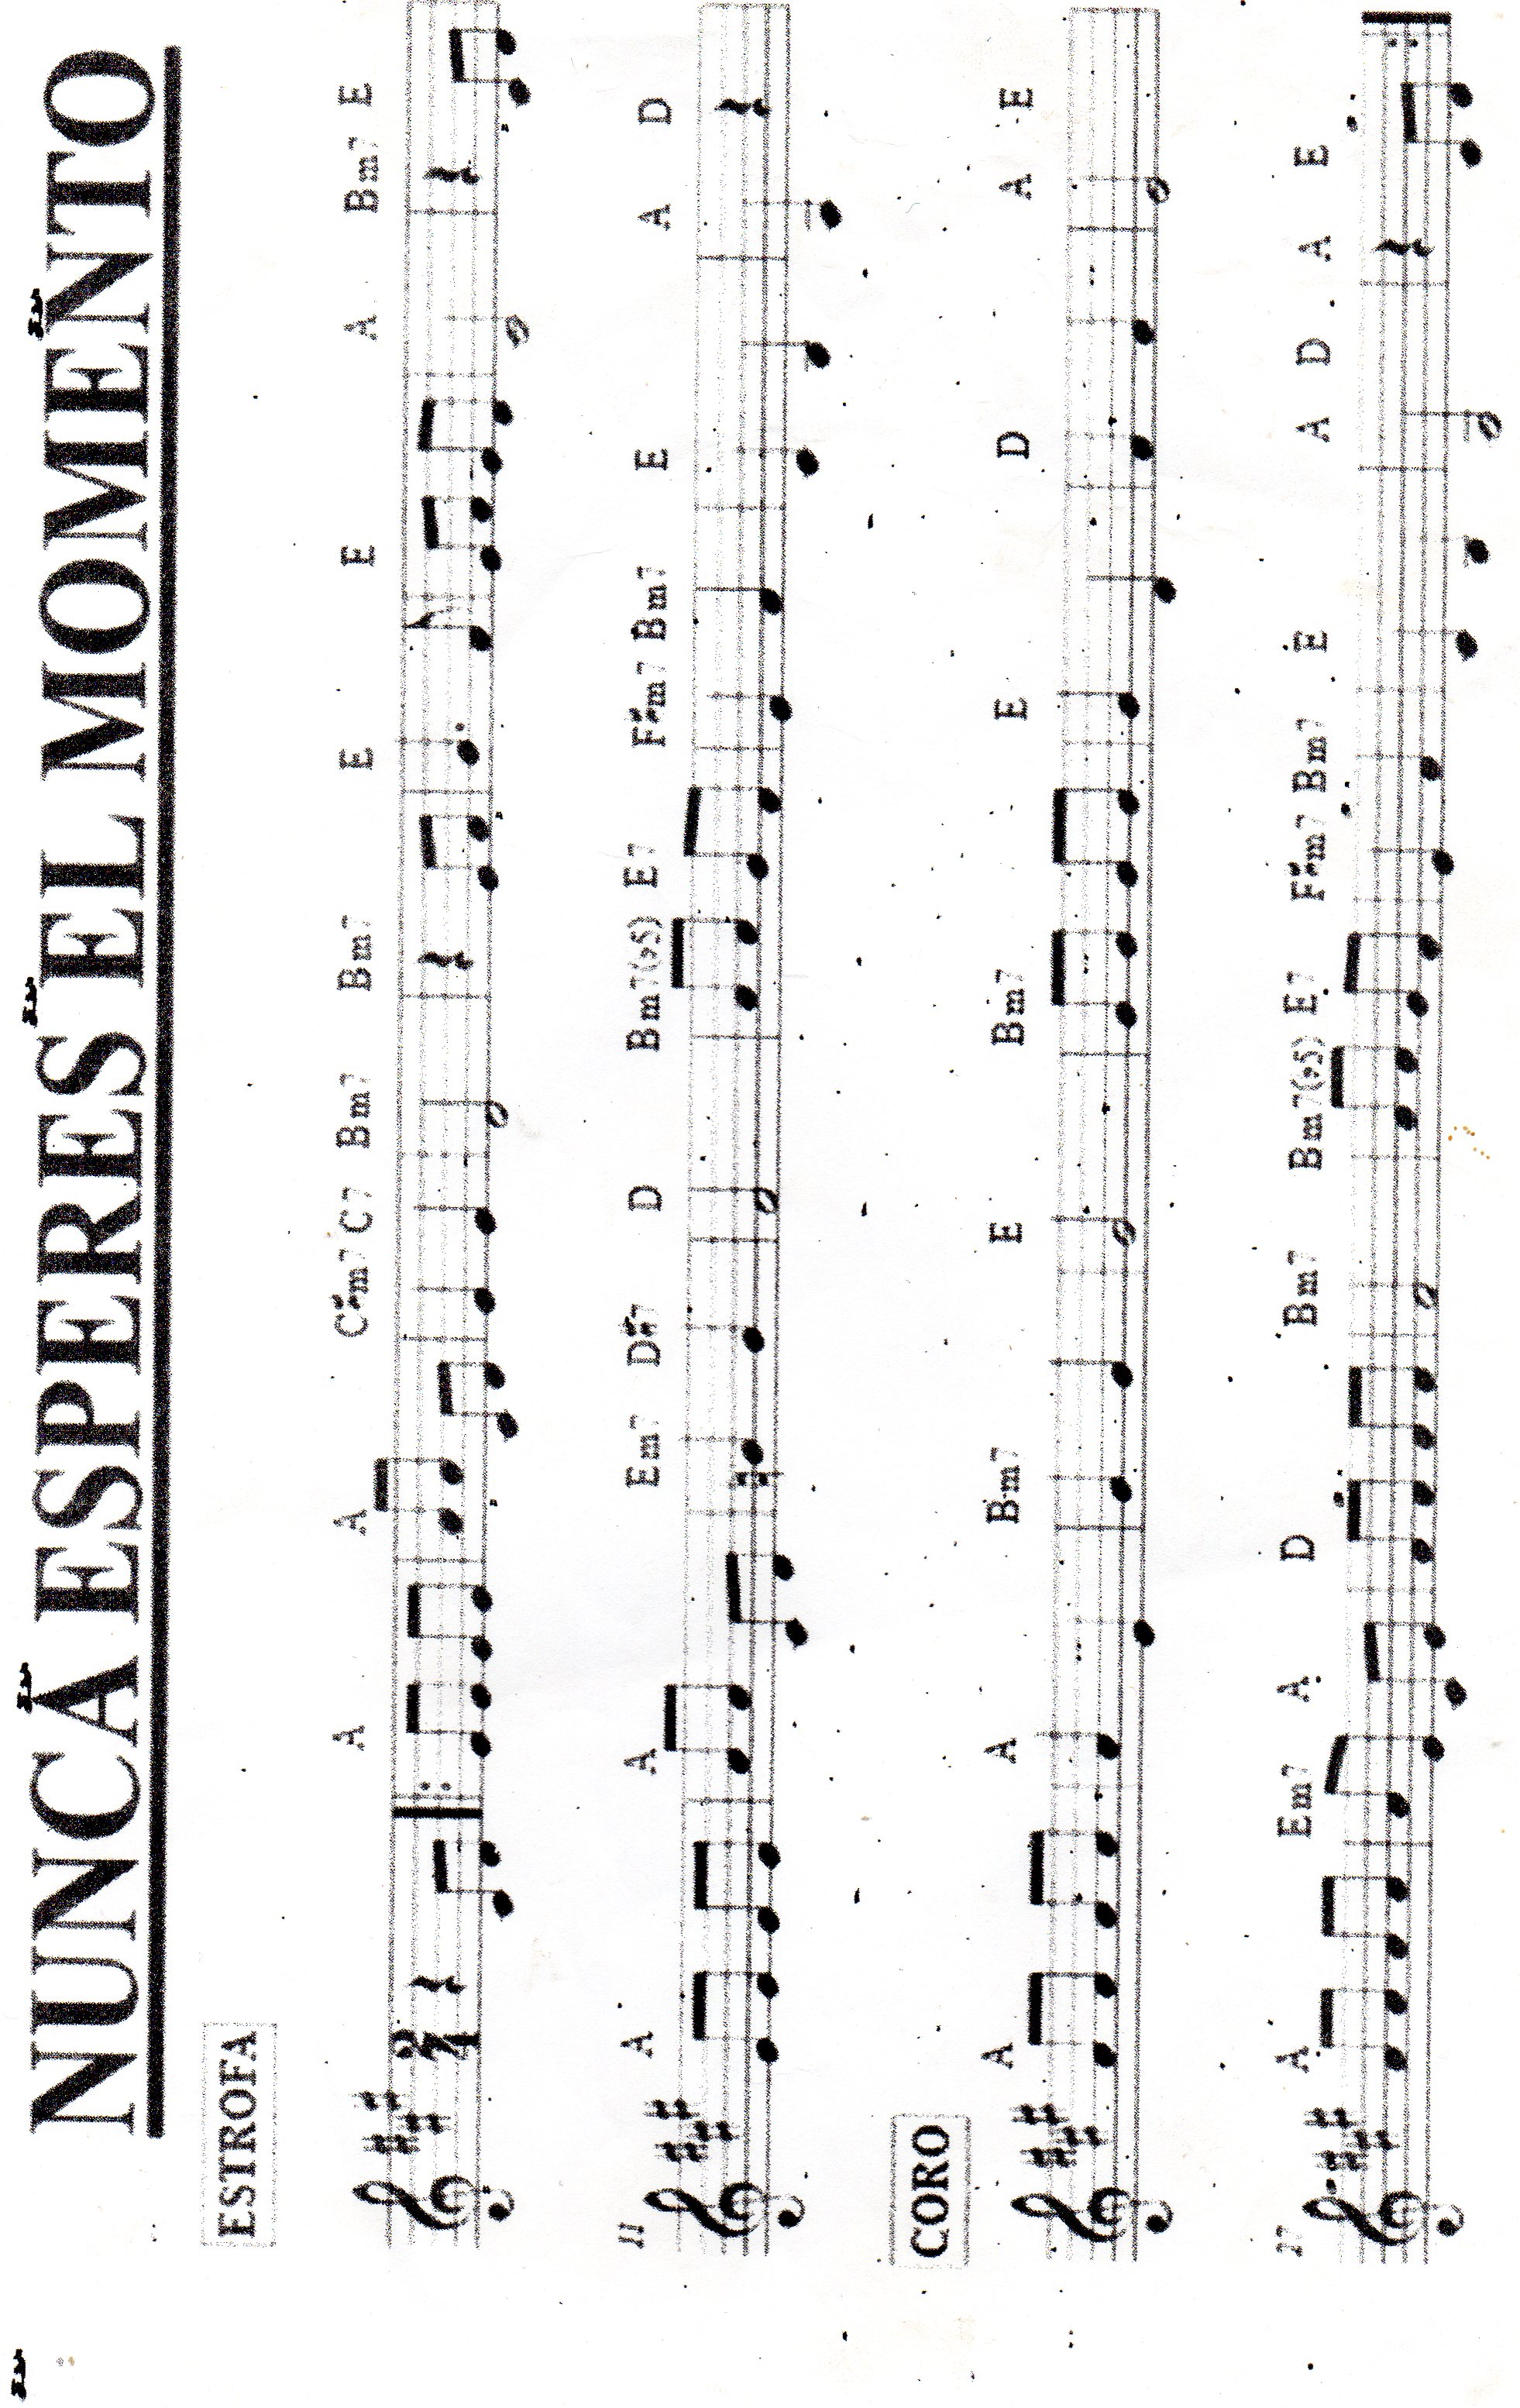 NUNCA ESPERES EL MOMENTO
ESTROFA
A A C#m7 C7 Bm7 Bm7 E E A Bm7 E
2
4
11
A A Em7 D#7 D Bm7(b5) E7 F#m7 Bm7 E A D
CORO
A A Bm7 E Bm7 E D A E
27
A Em7 A D Bm7 Bm7(b5) E7 F#m7 Bm7 E A D A E